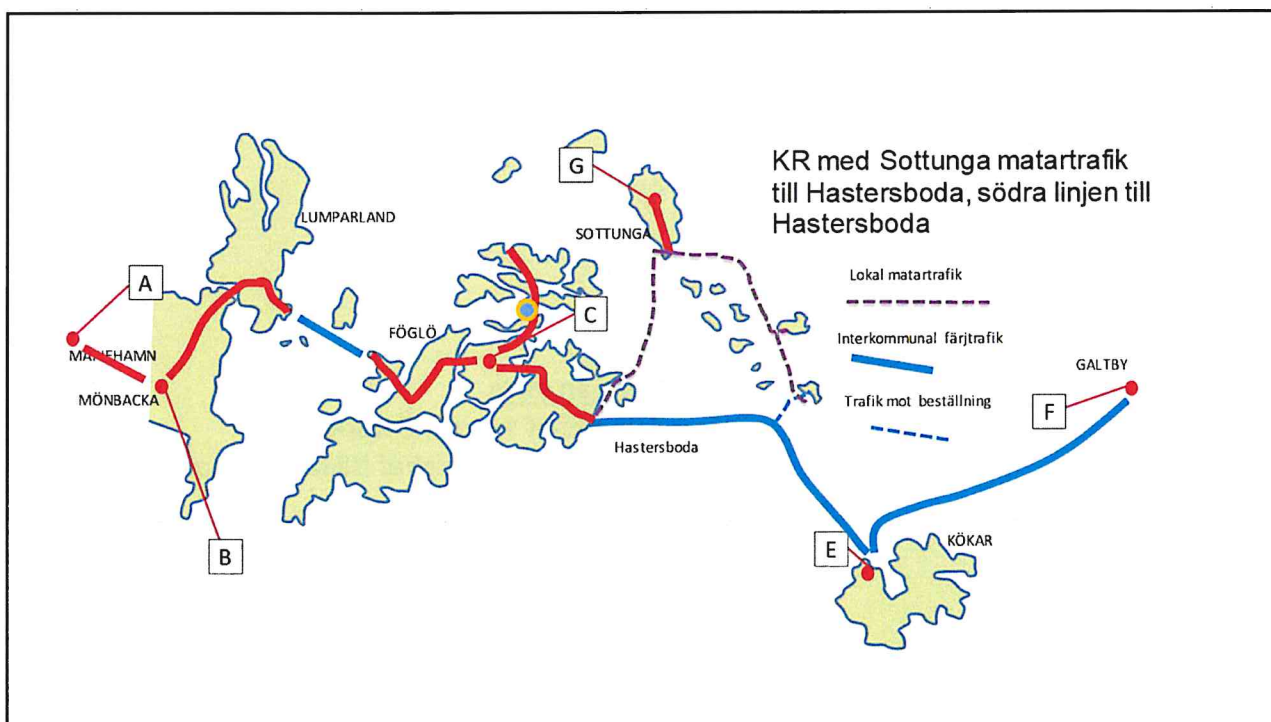 KR med Sottunga matartrafik
till Hastersboda, södra linjen till
Hastersboda
G
LUMPARLAND
SOTTUNGA
Lokal matartrafik
A
C
FÖGLÖ
Interkommunal färjtrafik
MARIEHAMN
GALTBY
MÖNBACKA
Trafik mot beställning
F
Hastersboda
B
E
KÖKAR